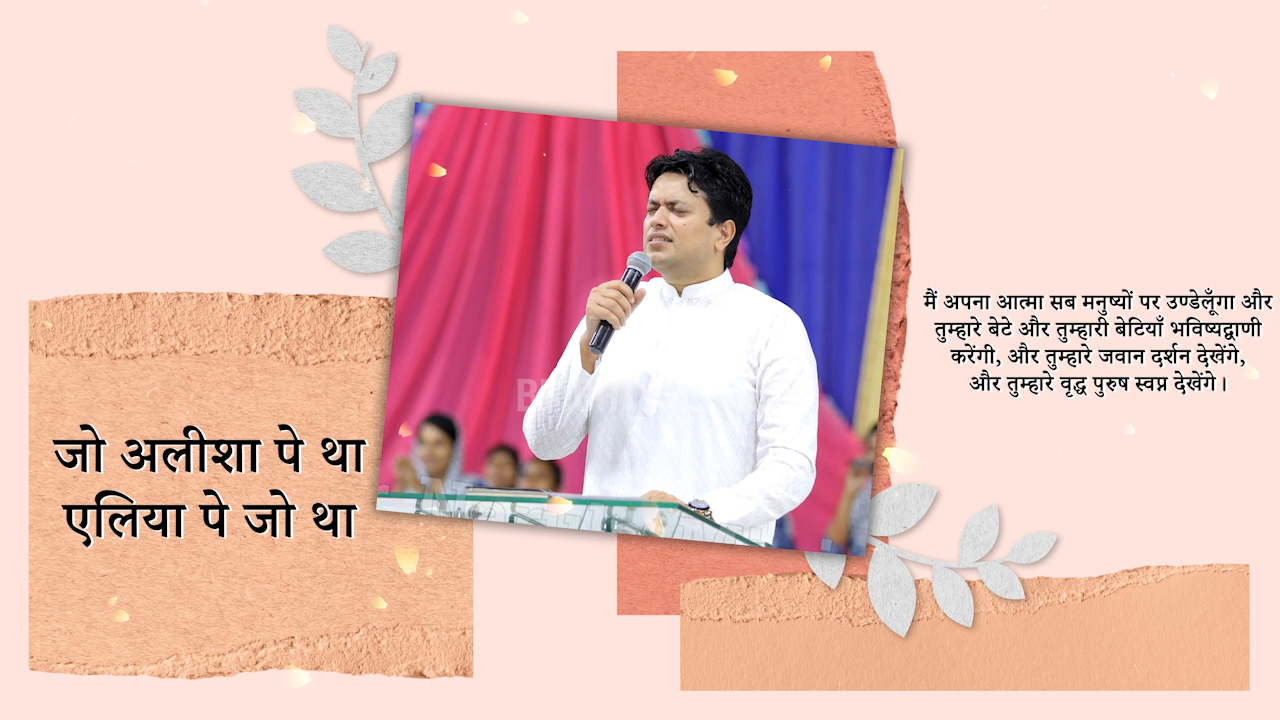 जो अलीशा पे था
एलिया पे जो था
मैं अपना आत्मा सब मनुष्यों पर उण्डेलूँगा और
तुम्हारे बेटे और तुम्हारी बेटियाँ भविष्यद्वाणी
करेंगी, और तुम्हारे जवान दर्शन देखेंगे,
और तुम्हारे वृद्ध पुरुष स्वप्न देखेंगे।